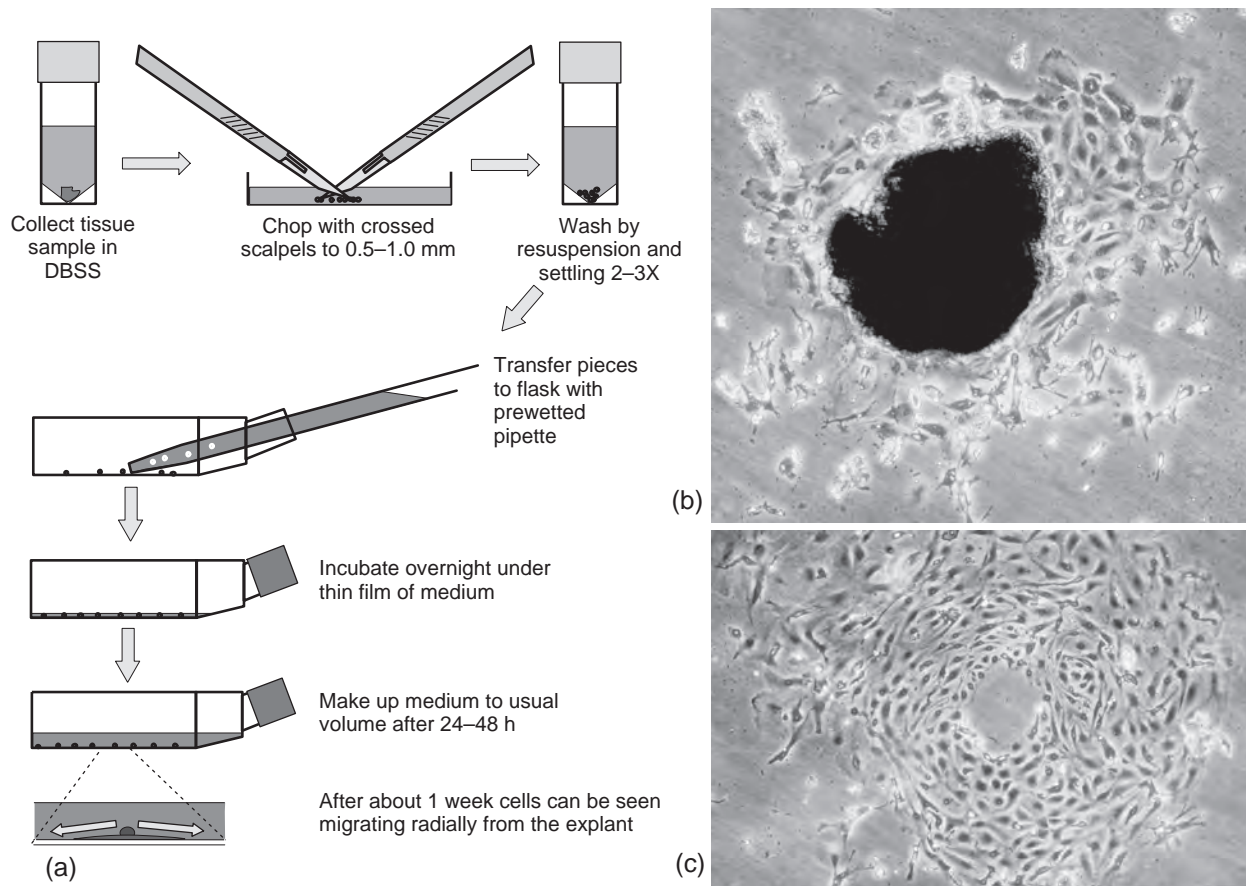 Collect tissue
sample in
DBSS
Chop with crossed
scalpels to 0.5–1.0 mm
Wash by
resuspension and
settling 2–3X
Transfer pieces
to flask with
prewetted
pipette
Incubate overnight under
thin film of medium
Make up medium to usual
volume after 24–48 h
After about 1 week cells can be seen
migrating radially from the explant
(a)
(b)
(c)